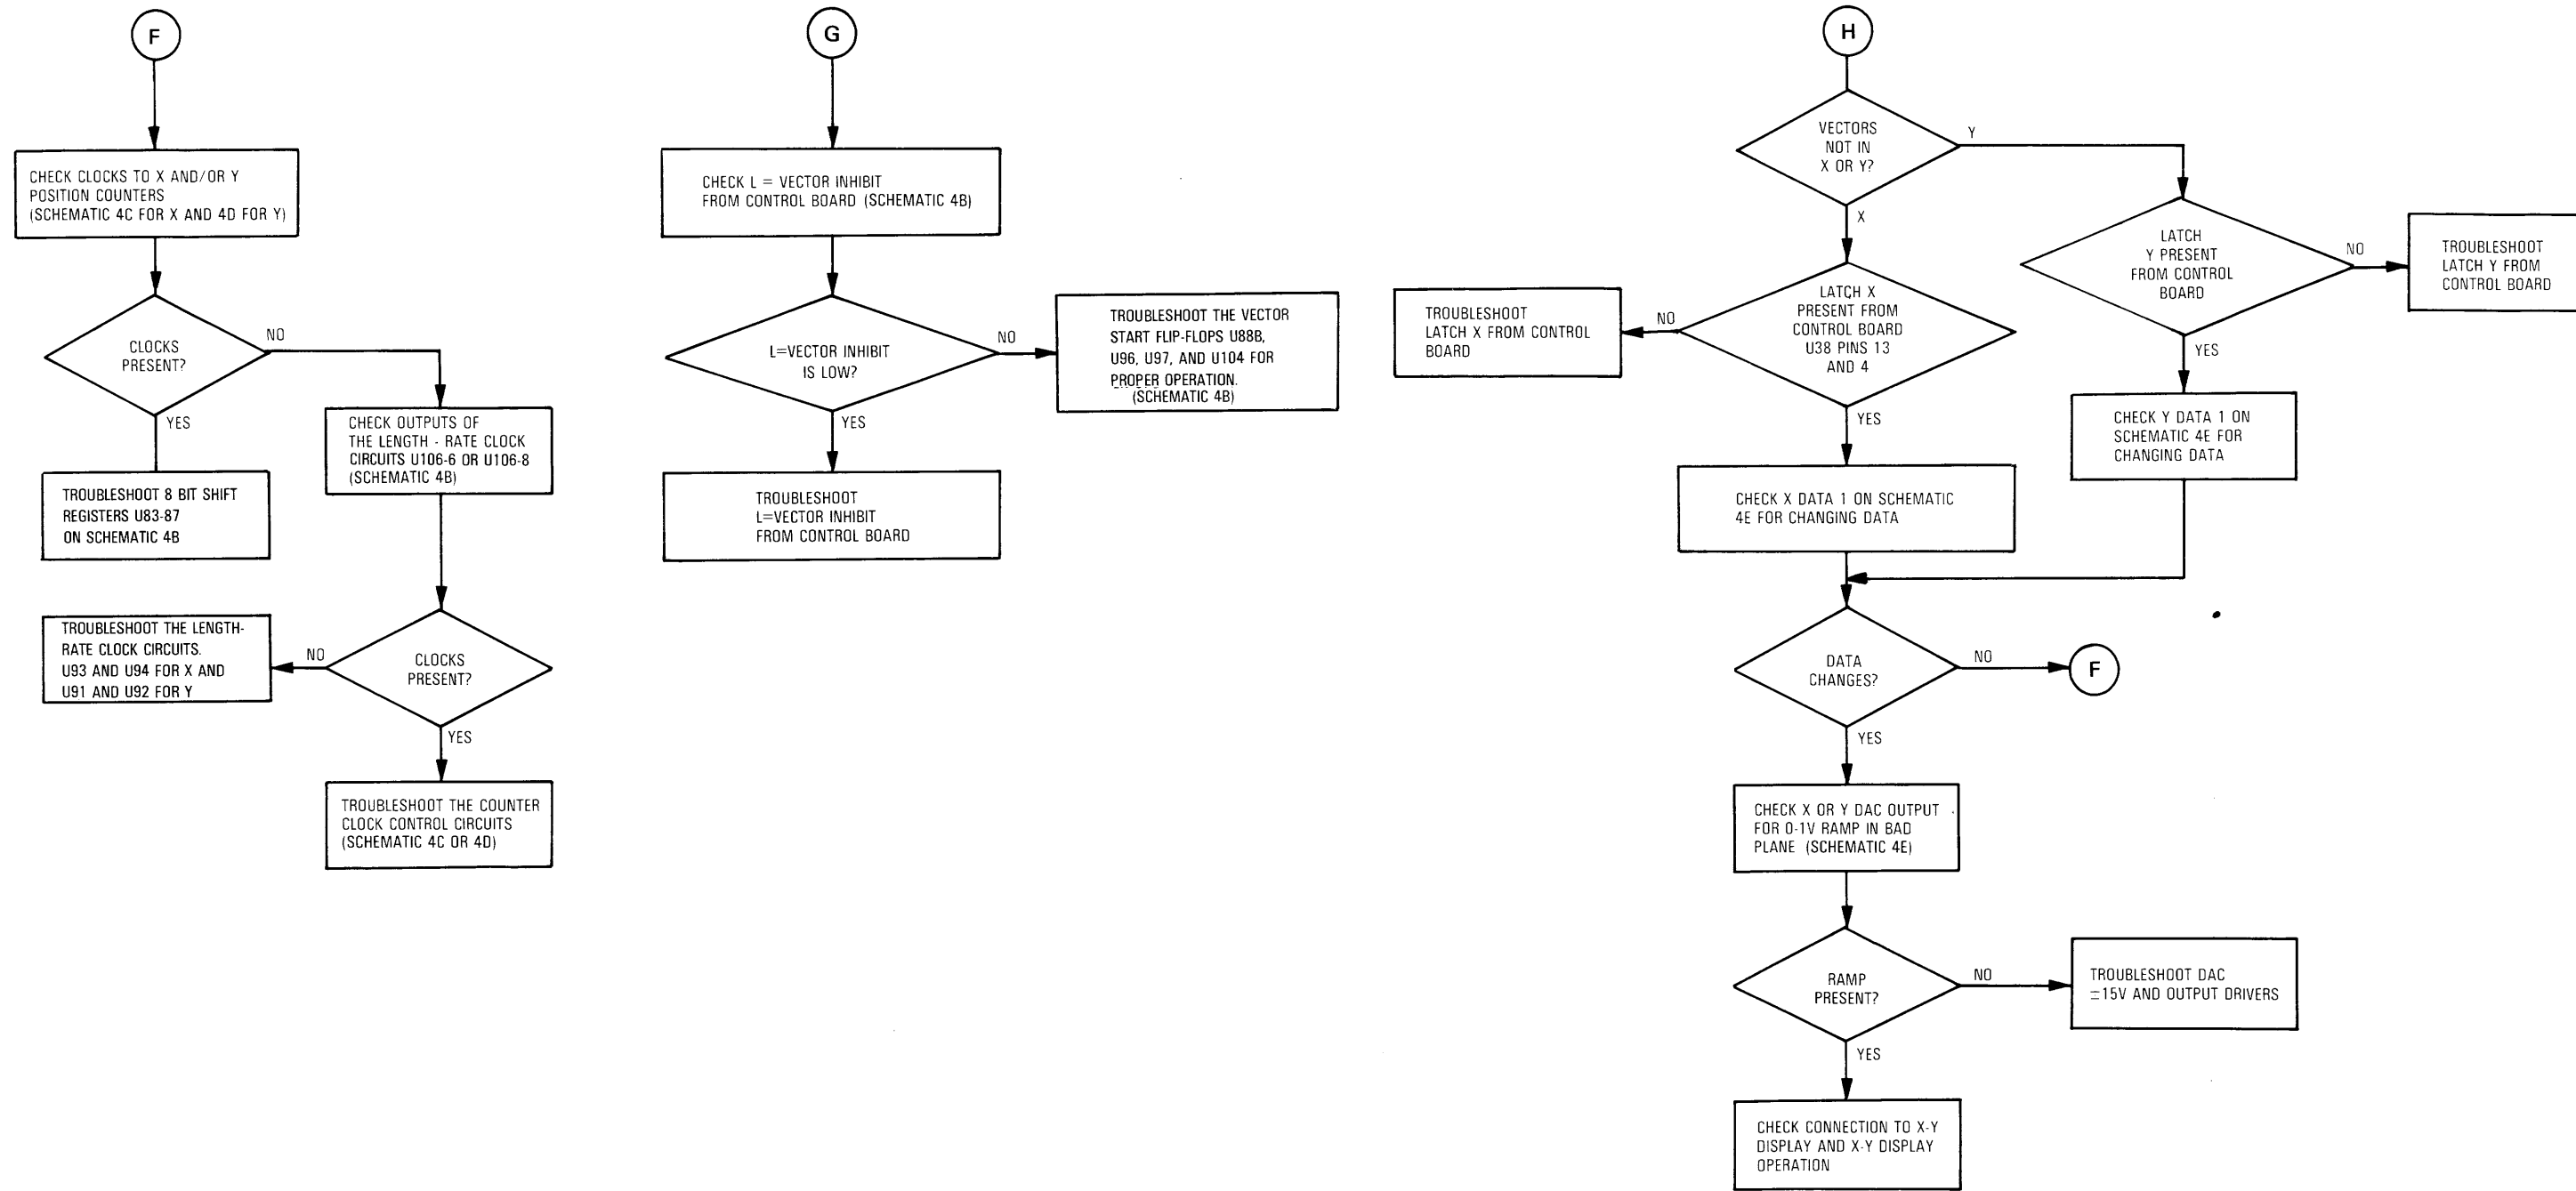 F
CHECK CLOCKS TO X AND/OR Y
POSITION COUNTERS
(SCHEMATIC 4C FOR X AND 4D FOR Y)
CLOCKS
PRESENT?
NO
YES
TROUBLESHOOT 8 BIT SHIFT
REGISTERS U83-87
ON SCHEMATIC 4B
CHECK OUTPUTS OF
THE LENGTH - RATE CLOCK
CIRCUITS U106-6 OR U106-8
(SCHEMATIC 4B)
CLOCKS
PRESENT?
NO
TROUBLESHOOT THE LENGTH-
RATE CLOCK CIRCUITS.
U93 AND U94 FOR X AND
U91 AND U92 FOR Y
YES
TROUBLESHOOT THE COUNTER
CLOCK CONTROL CIRCUITS
(SCHEMATIC 4C OR 4D)
G
CHECK L = VECTOR INHIBIT
FROM CONTROL BOARD (SCHEMATIC 4B)
L=VECTOR INHIBIT
IS LOW?
NO
TROUBLESHOOT THE VECTOR
START FLIP-FLOPS U88B,
U96, U97, AND U104 FOR
PROPER OPERATION.
(SCHEMATIC 4B)
YES
TROUBLESHOOT
L=VECTOR INHIBIT
FROM CONTROL BOARD
H
VECTORS
NOT IN
X OR Y?
Y
X
LATCH
Y PRESENT
FROM CONTROL
BOARD
NO
TROUBLESHOOT
LATCH Y FROM
CONTROL BOARD
YES
CHECK Y DATA 1 ON
SCHEMATIC 4E FOR
CHANGING DATA
LATCH X
PRESENT FROM
CONTROL BOARD
U38 PINS 13
AND 4
NO
TROUBLESHOOT
LATCH X FROM CONTROL
BOARD
YES
CHECK X DATA 1 ON SCHEMATIC
4E FOR CHANGING DATA
DATA
CHANGES?
NO
F
YES
CHECK X OR Y DAC OUTPUT
FOR 0-1V RAMP IN BAD
PLANE (SCHEMATIC 4E)
RAMP
PRESENT?
NO
TROUBLESHOOT DAC
±15V AND OUTPUT DRIVERS
YES
CHECK CONNECTION TO X-Y
DISPLAY AND X-Y DISPLAY
OPERATION